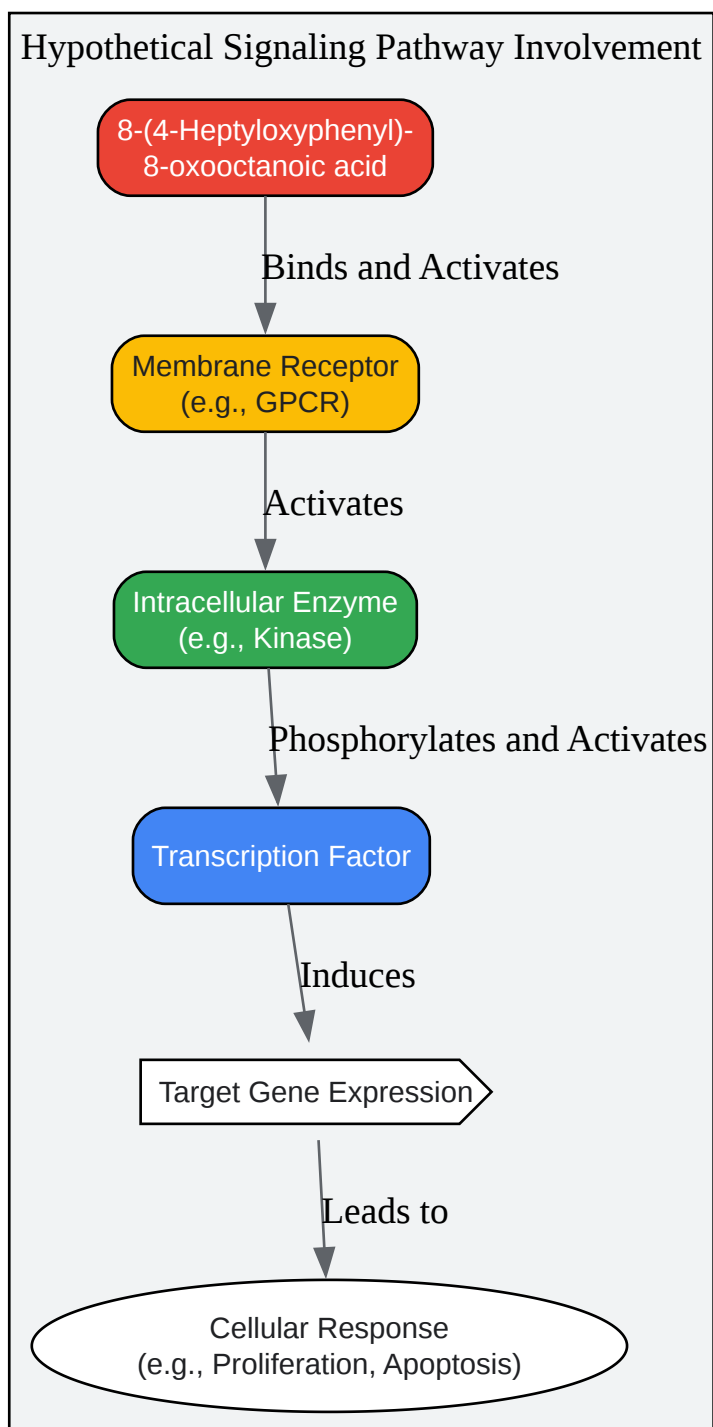 Hypothetical Signaling Pathway Involvement
8-(4-Heptyloxyphenyl)-
8-oxooctanoic acid
Binds and Activates
Membrane Receptor
(e.g., GPCR)
Activates
Intracellular Enzyme
(e.g., Kinase)
Phosphorylates and Activates
Transcription Factor
Induces
Target Gene Expression
Leads to
Cellular Response
(e.g., Proliferation, Apoptosis)